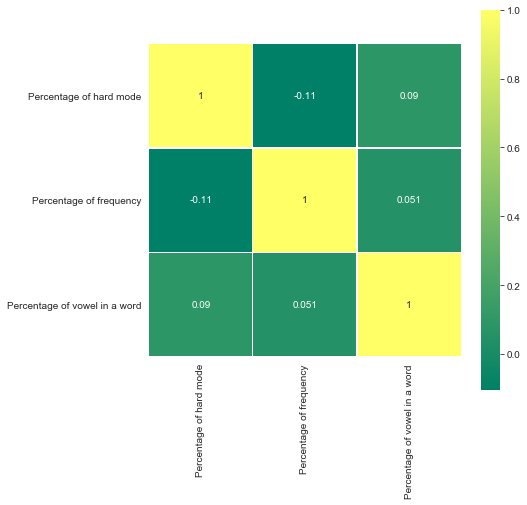 1.0
Percentage of hard mode 1 -0.11 0.09
0.8
0.6
Percentage of frequency -0.11 1 0.051
0.4
0.2
Percentage of vowel in a word 0.09 0.051 1
0.0
Percentage of hard mode
Percentage of frequency
Percentage of vowel in a word